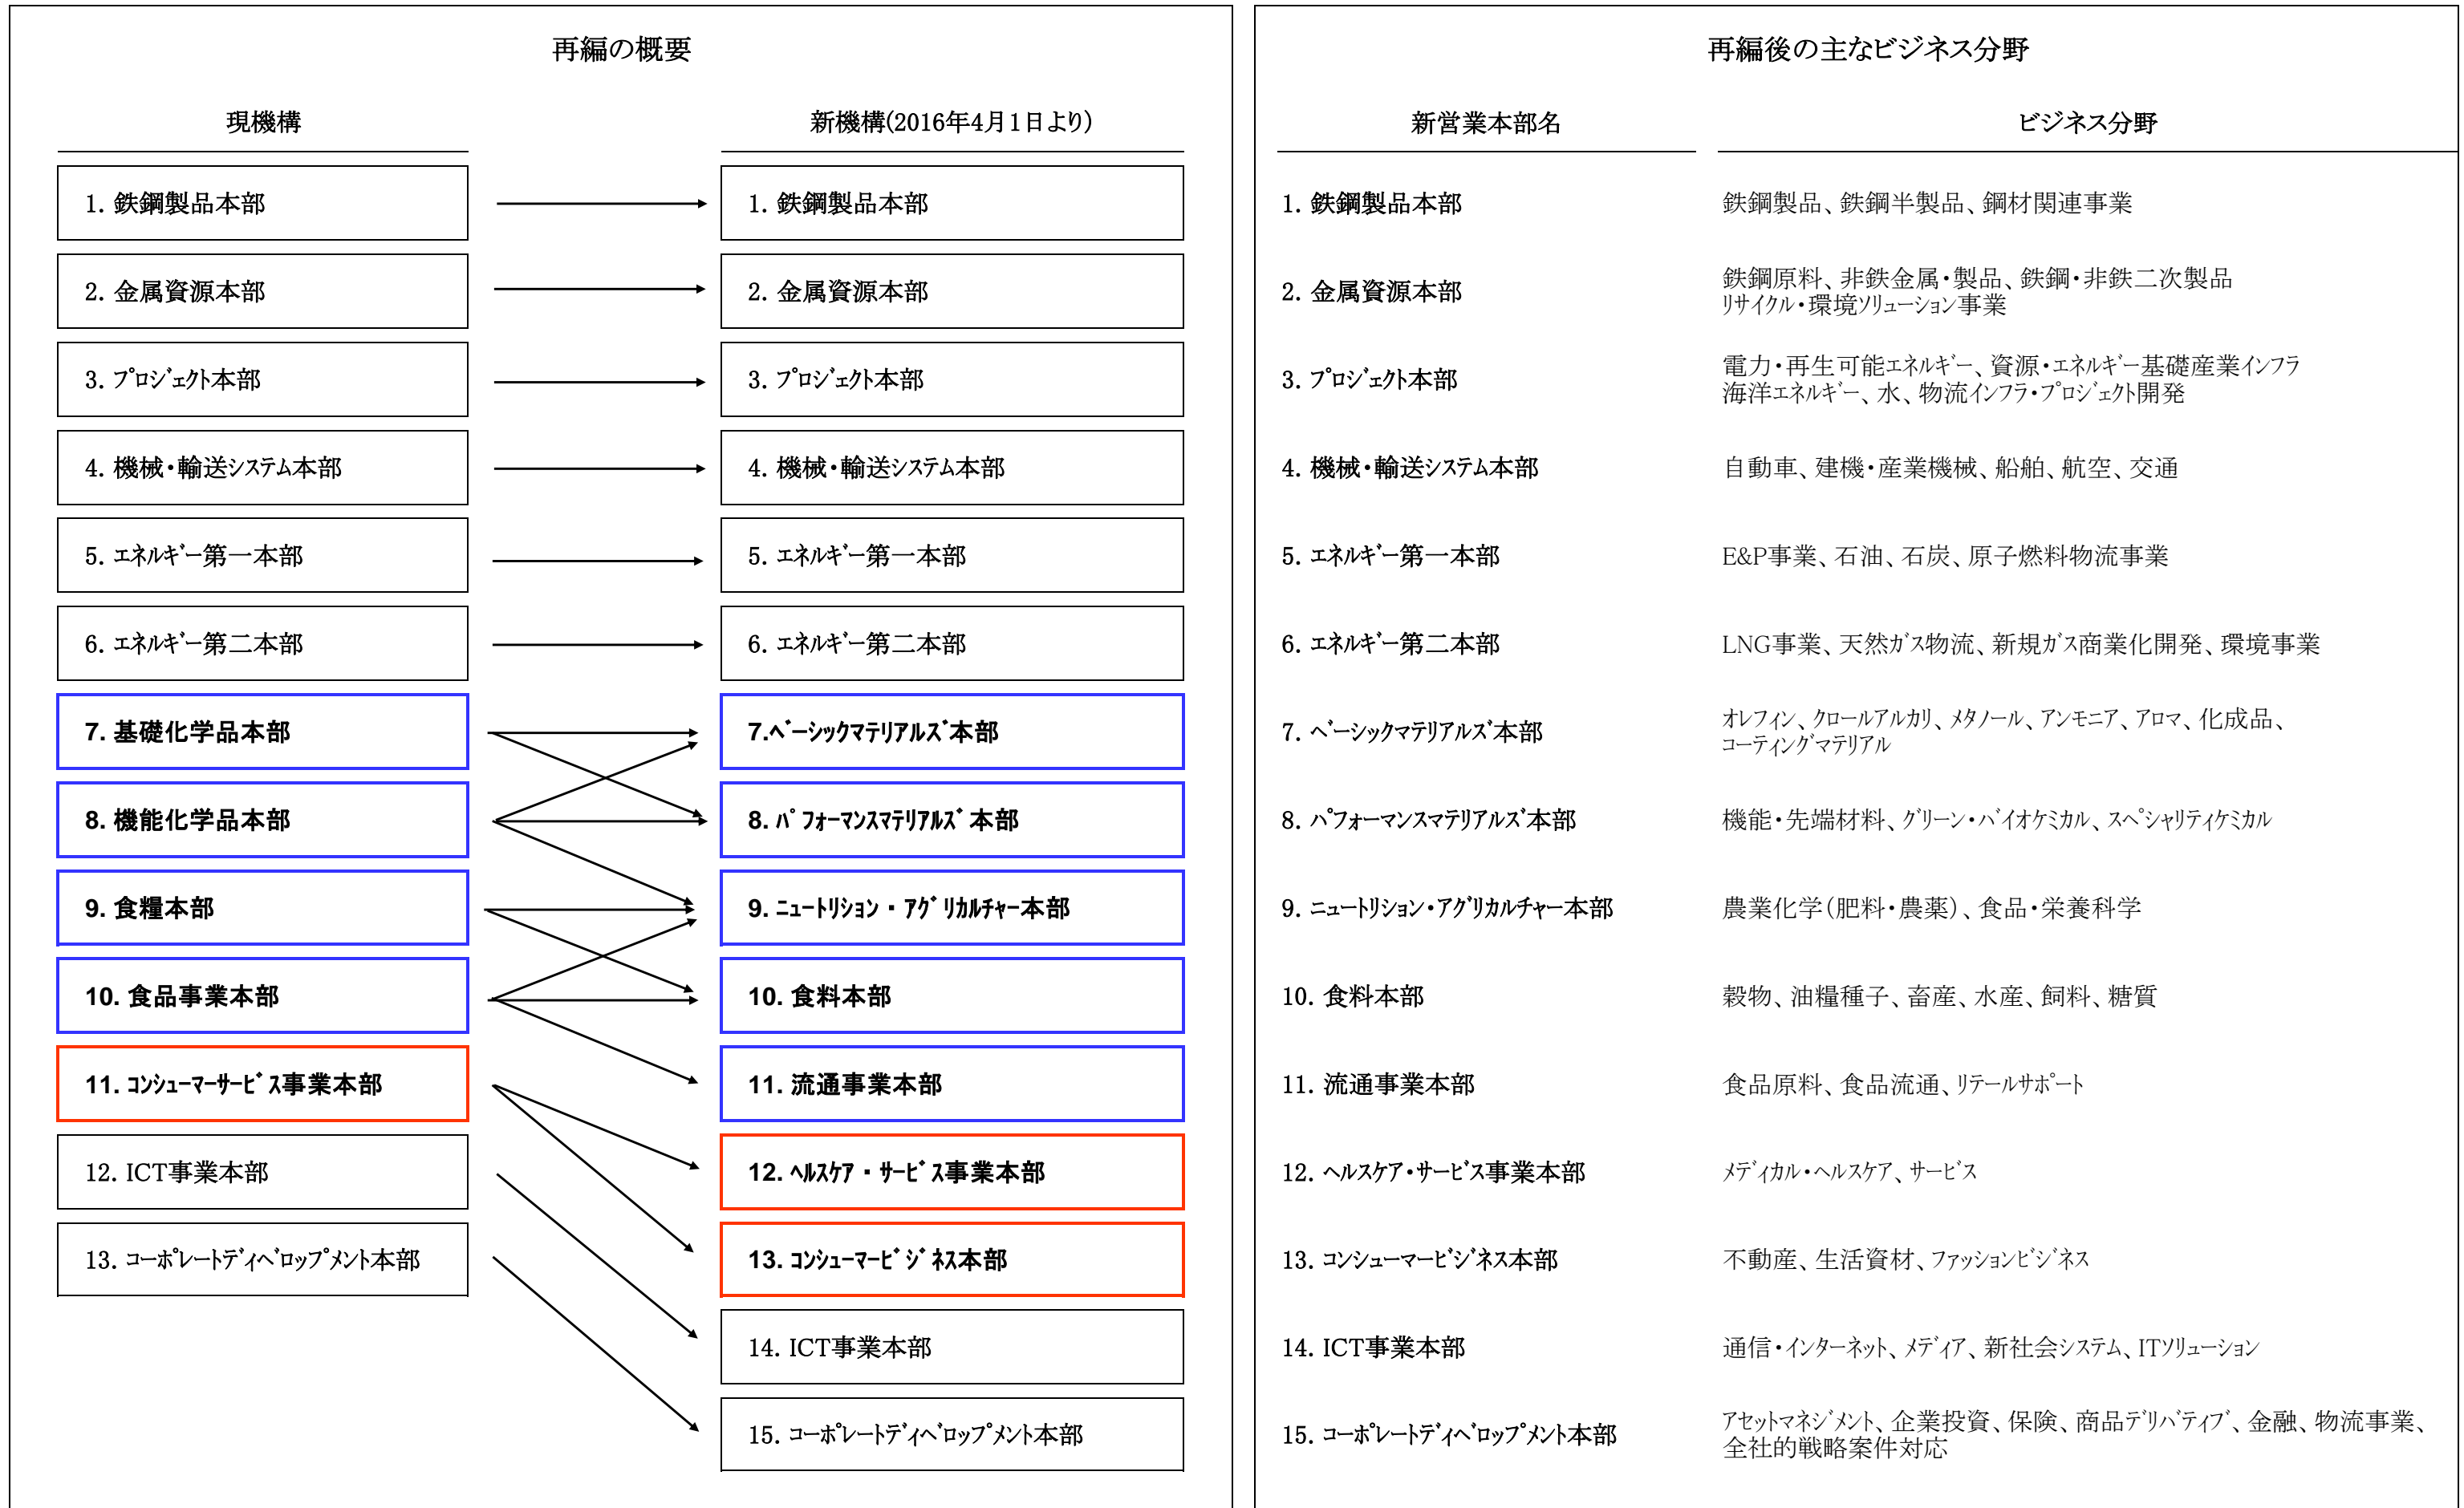 再編の概要
現機構
新機構(2016年4月1日より)
1. 鉄鋼製品本部
1. 鉄鋼製品本部
2. 金属資源本部
2. 金属資源本部
3. ﾌﾟﾛｼﾞｪｸﾄ本部
3. ﾌﾟﾛｼﾞｪｸﾄ本部
4. 機械・輸送ｼｽﾃﾑ本部
4. 機械・輸送ｼｽﾃﾑ本部
5. ｴﾈﾙｷﾞｰ第一本部
5. ｴﾈﾙｷﾞｰ第一本部
6. ｴﾈﾙｷﾞｰ第二本部
6. ｴﾈﾙｷﾞｰ第二本部
7. 基礎化学品本部
7.ﾍﾞｰｼｯｸﾏﾃﾘｱﾙｽﾞ本部
8. 機能化学品本部
8. ﾊﾟﾌｫｰﾏﾝｽﾏﾃﾘｱﾙｽﾞ本部
9. 食糧本部
9. ﾆｭｰﾄﾘｼｮﾝ・ｱｸﾞﾘｶﾙﾁｬｰ本部
10. 食品事業本部
10. 食料本部
11. ｺﾝｼｭｰﾏｰｻｰﾋﾞｽ事業本部
11. 流通事業本部
12. ICT事業本部
12. ﾍﾙｽｹｱ・ｻｰﾋﾞｽ事業本部
13. ｺｰﾎﾟﾚｰﾄﾃﾞｨﾍﾞﾛｯﾌﾟﾒﾝﾄ本部
13. ｺﾝｼｭｰﾏｰﾋﾞｼﾞﾈｽ本部
14. ICT事業本部
15. ｺｰﾎﾟﾚｰﾄﾃﾞｨﾍﾞﾛｯﾌﾟﾒﾝﾄ本部
再編後の主なビジネス分野
新営業本部名
ビジネス分野
1. 鉄鋼製品本部
鉄鋼製品、鉄鋼半製品、鋼材関連事業
2. 金属資源本部
鉄鋼原料、非鉄金属・製品、鉄鋼・非鉄二次製品
ﾘｻｲｸﾙ・環境ｿﾘｭｰｼｮﾝ事業
3. ﾌﾟﾛｼﾞｪｸﾄ本部
電力・再生可能ｴﾈﾙｷﾞｰ、資源・ｴﾈﾙｷﾞｰ基礎産業ｲﾝﾌﾗ
海洋ｴﾈﾙｷﾞｰ、水、物流ｲﾝﾌﾗ・ﾌﾟﾛｼﾞｪｸﾄ開発
4. 機械・輸送ｼｽﾃﾑ本部
自動車、建機・産業機械、船舶、航空、交通
5. ｴﾈﾙｷﾞｰ第一本部
E&P事業、石油、石炭、原子燃料物流事業
6. ｴﾈﾙｷﾞｰ第二本部
LNG事業、天然ｶﾞｽ物流、新規ｶﾞｽ商業化開発、環境事業
7. ﾍﾞｰｼｯｸﾏﾃﾘｱﾙｽﾞ本部
ｵﾚﾌｨﾝ、ｸﾛｰﾙｱﾙｶﾘ、ﾒﾀﾉｰﾙ、ｱﾝﾓﾆｱ、ｱﾛﾏ、化成品、
ｺｰﾃｨﾝｸﾞﾏﾃﾘｱﾙ
8. ﾊﾟﾌｫｰﾏﾝｽﾏﾃﾘｱﾙｽﾞ本部
機能・先端材料、ｸﾞﾘｰﾝ・ﾊﾞｲｵｹﾐｶﾙ、ｽﾍﾟｼｬﾘﾃｨｹﾐｶﾙ
9. ﾆｭｰﾄﾘｼｮﾝ・ｱｸﾞﾘｶﾙﾁｬｰ本部
農業化学（肥料・農薬）、食品・栄養科学
10. 食料本部
穀物、油糧種子、畜産、水産、飼料、糖質
11. 流通事業本部
食品原料、食品流通、ﾘﾃｰﾙｻﾎﾟｰﾄ
12. ﾍﾙｽｹｱ・ｻｰﾋﾞｽ事業本部
ﾒﾃﾞｨｶﾙ・ﾍﾙｽｹｱ、ｻｰﾋﾞｽ
13. ｺﾝｼｭｰﾏｰﾋﾞｼﾞﾈｽ本部
不動産、生活資材、ﾌｧｯｼｮﾝﾋﾞｼﾞﾈｽ
14. ICT事業本部
通信・ｲﾝﾀｰﾈｯﾄ、ﾒﾃﾞｨｱ、新社会ｼｽﾃﾑ、ITｿﾘｭｰｼｮﾝ
15. ｺｰﾎﾟﾚｰﾄﾃﾞｨﾍﾞﾛｯﾌﾟﾒﾝﾄ本部
ｱｾｯﾄﾏﾈｼﾞﾒﾝﾄ、企業投資、保険、商品ﾃﾞﾘﾊﾞﾃｨﾌﾞ、金融、物流事業、
全社的戦略案件対応